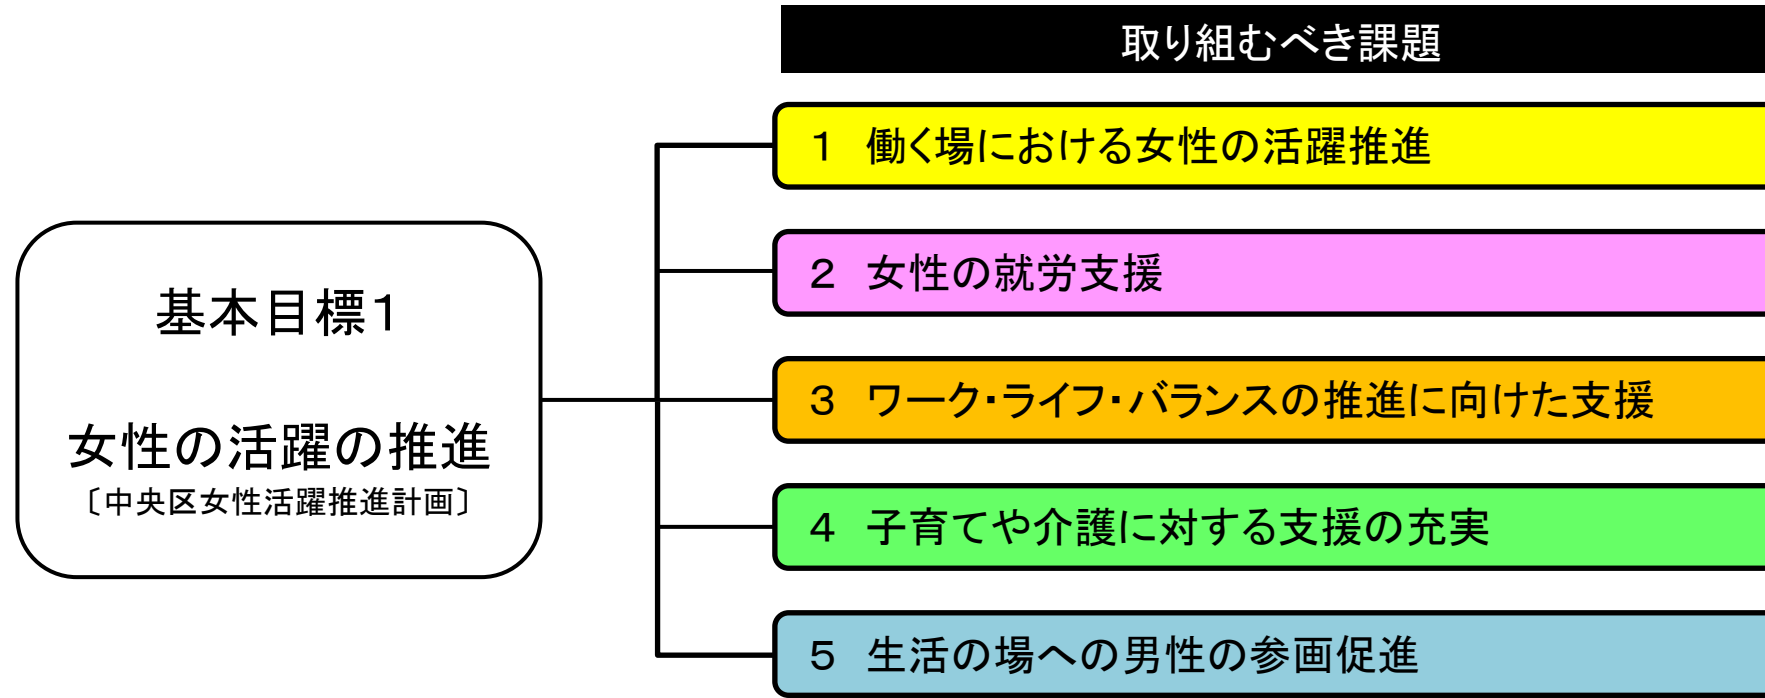 取り組むべき課題
1 働く場における女性の活躍推進
2 女性の就労支援
基本目標1
3 ワーク・ライフ・バランスの推進に向けた支援
女性の活躍の推進
〔中央区女性活躍推進計画〕
4 子育てや介護に対する支援の充実
5 生活の場への男性の参画促進